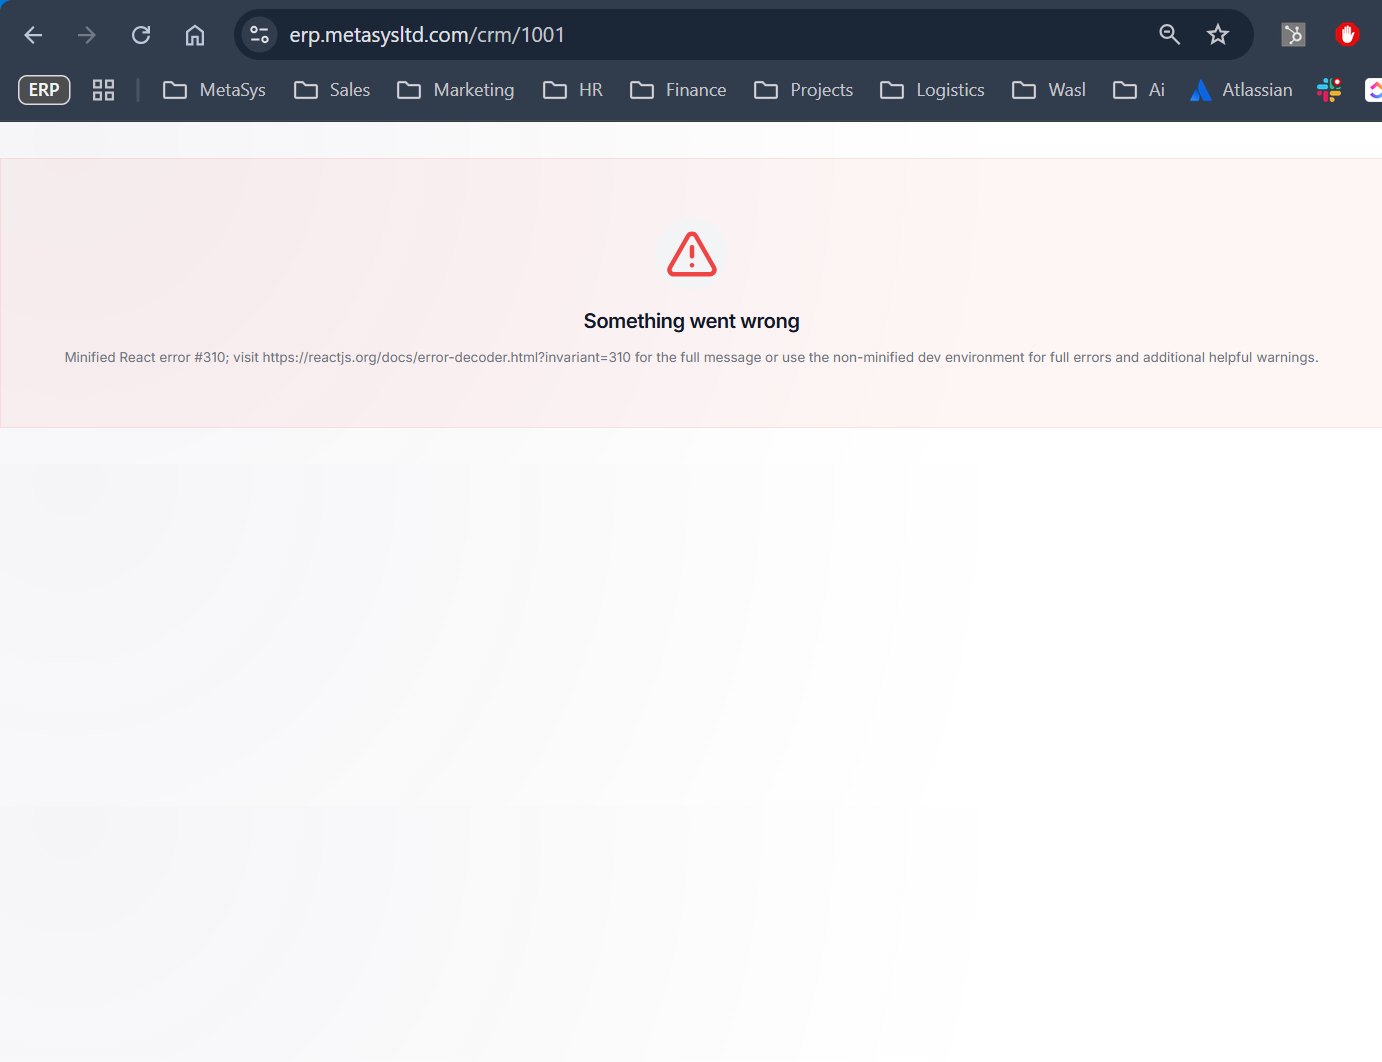 erp.metasysltd.com/crm/1001
ERP MetaSys Sales Marketing HR Finance Projects Logistics Wasl Ai Atlassian
Something went wrong
Minified React error #310; visit https://reactjs.org/docs/error-decoder.html?invariant=310 for the full message or use the non-minified dev environment for full errors and additional helpful warnings.